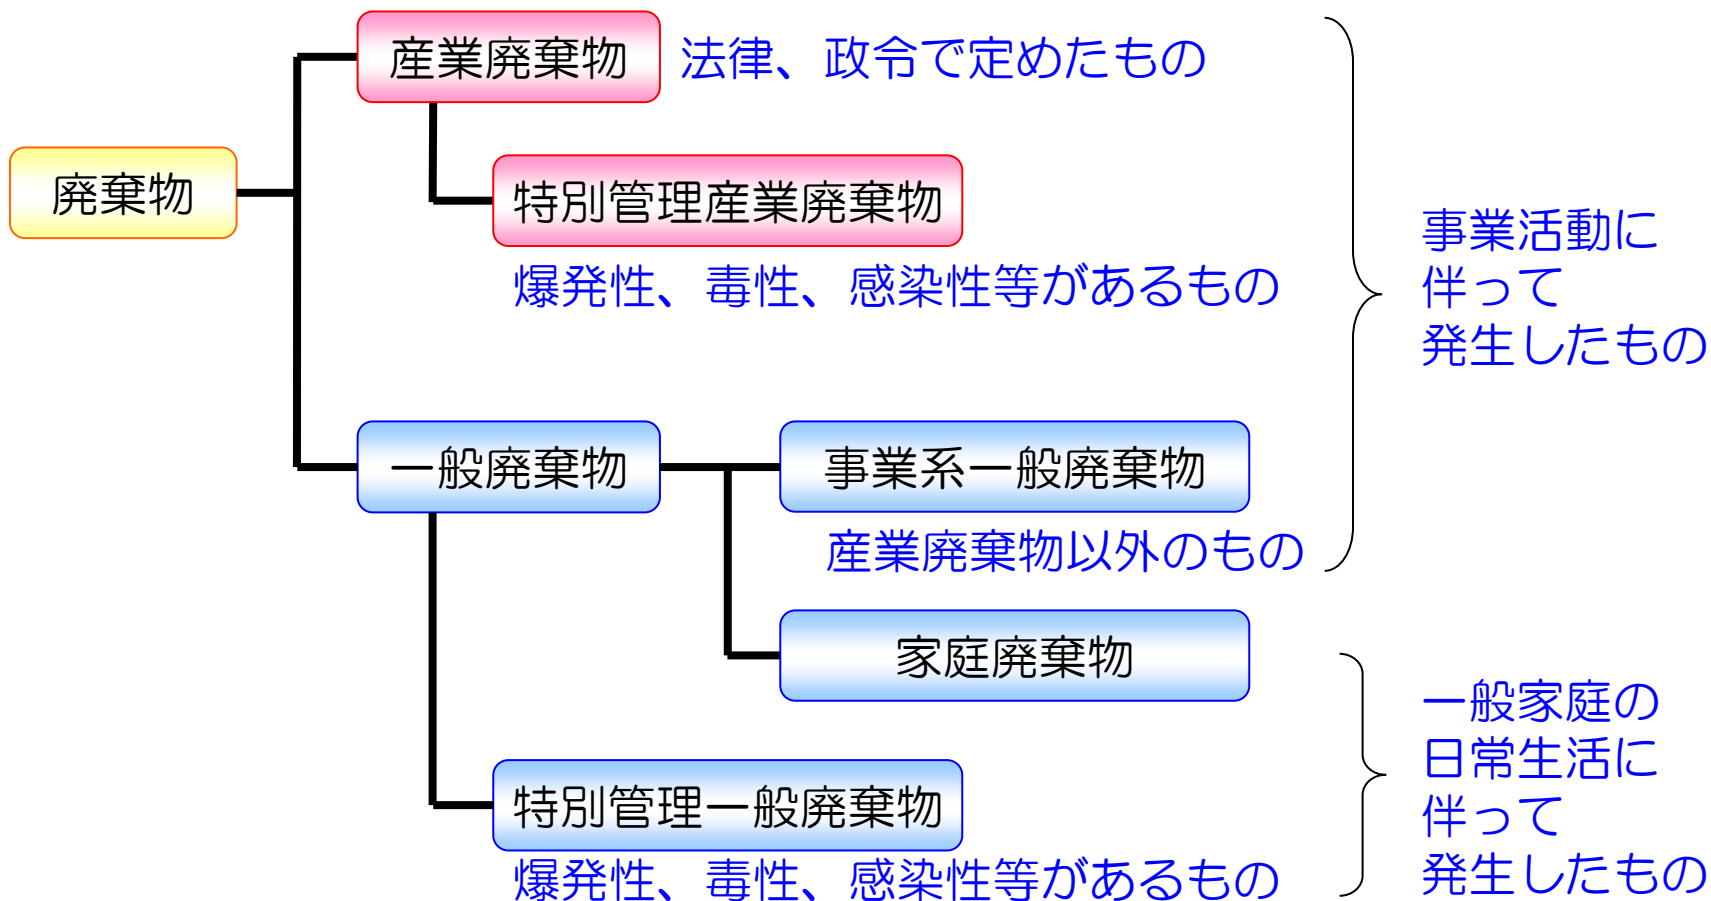 産業廃棄物
法律、政令で定めたもの
廃棄物
特別管理産業廃棄物
爆発性、毒性、感染性等があるもの
事業活動に
伴って
発生したもの
一般廃棄物
事業系一般廃棄物
産業廃棄物以外のもの
家庭廃棄物
特別管理一般廃棄物
爆発性、毒性、感染性等があるもの
一般家庭の
日常生活に
伴って
発生したもの